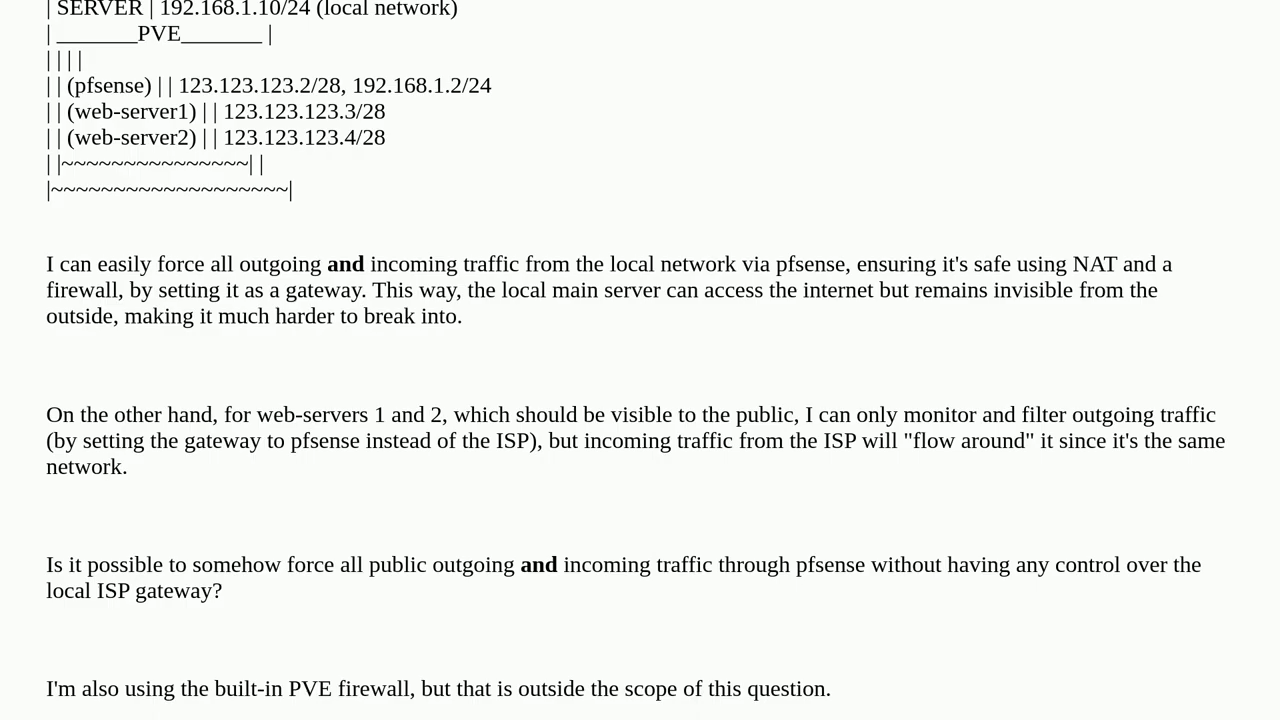 | SERVER | 192.168.1.10/24 (local network)
| _______PVE_______ |
| | | |
| | (pfsense) | | 123.123.123.2/28, 192.168.1.2/24
| | (web-server1) | | 123.123.123.3/28
| | (web-server2) | | 123.123.123.4/28
| |~~~~~~~~~~~~~~~| |
|~~~~~~~~~~~~~~~~~~~|
I can easily force all outgoing and incoming traffic from the local network via pfsense, ensuring it's safe using NAT and a
firewall, by setting it as a gateway. This way, the local main server can access the internet but remains invisible from the
outside, making it much harder to break into.
On the other hand, for web-servers 1 and 2, which should be visible to the public, I can only monitor and filter outgoing traffic
(by setting the gateway to pfsense instead of the ISP), but incoming traffic from the ISP will "flow around" it since it's the same
network.
Is it possible to somehow force all public outgoing and incoming traffic through pfsense without having any control over the
local ISP gateway?
I'm also using the built-in PVE firewall, but that is outside the scope of this question.